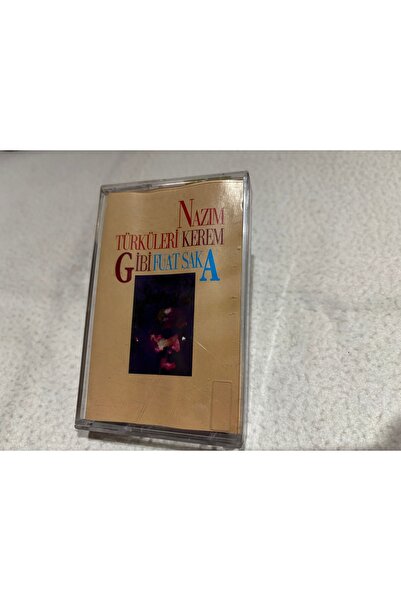 NAZIM
TÜRKÜLERİ KEREM
GİBİ FUAT SAKA